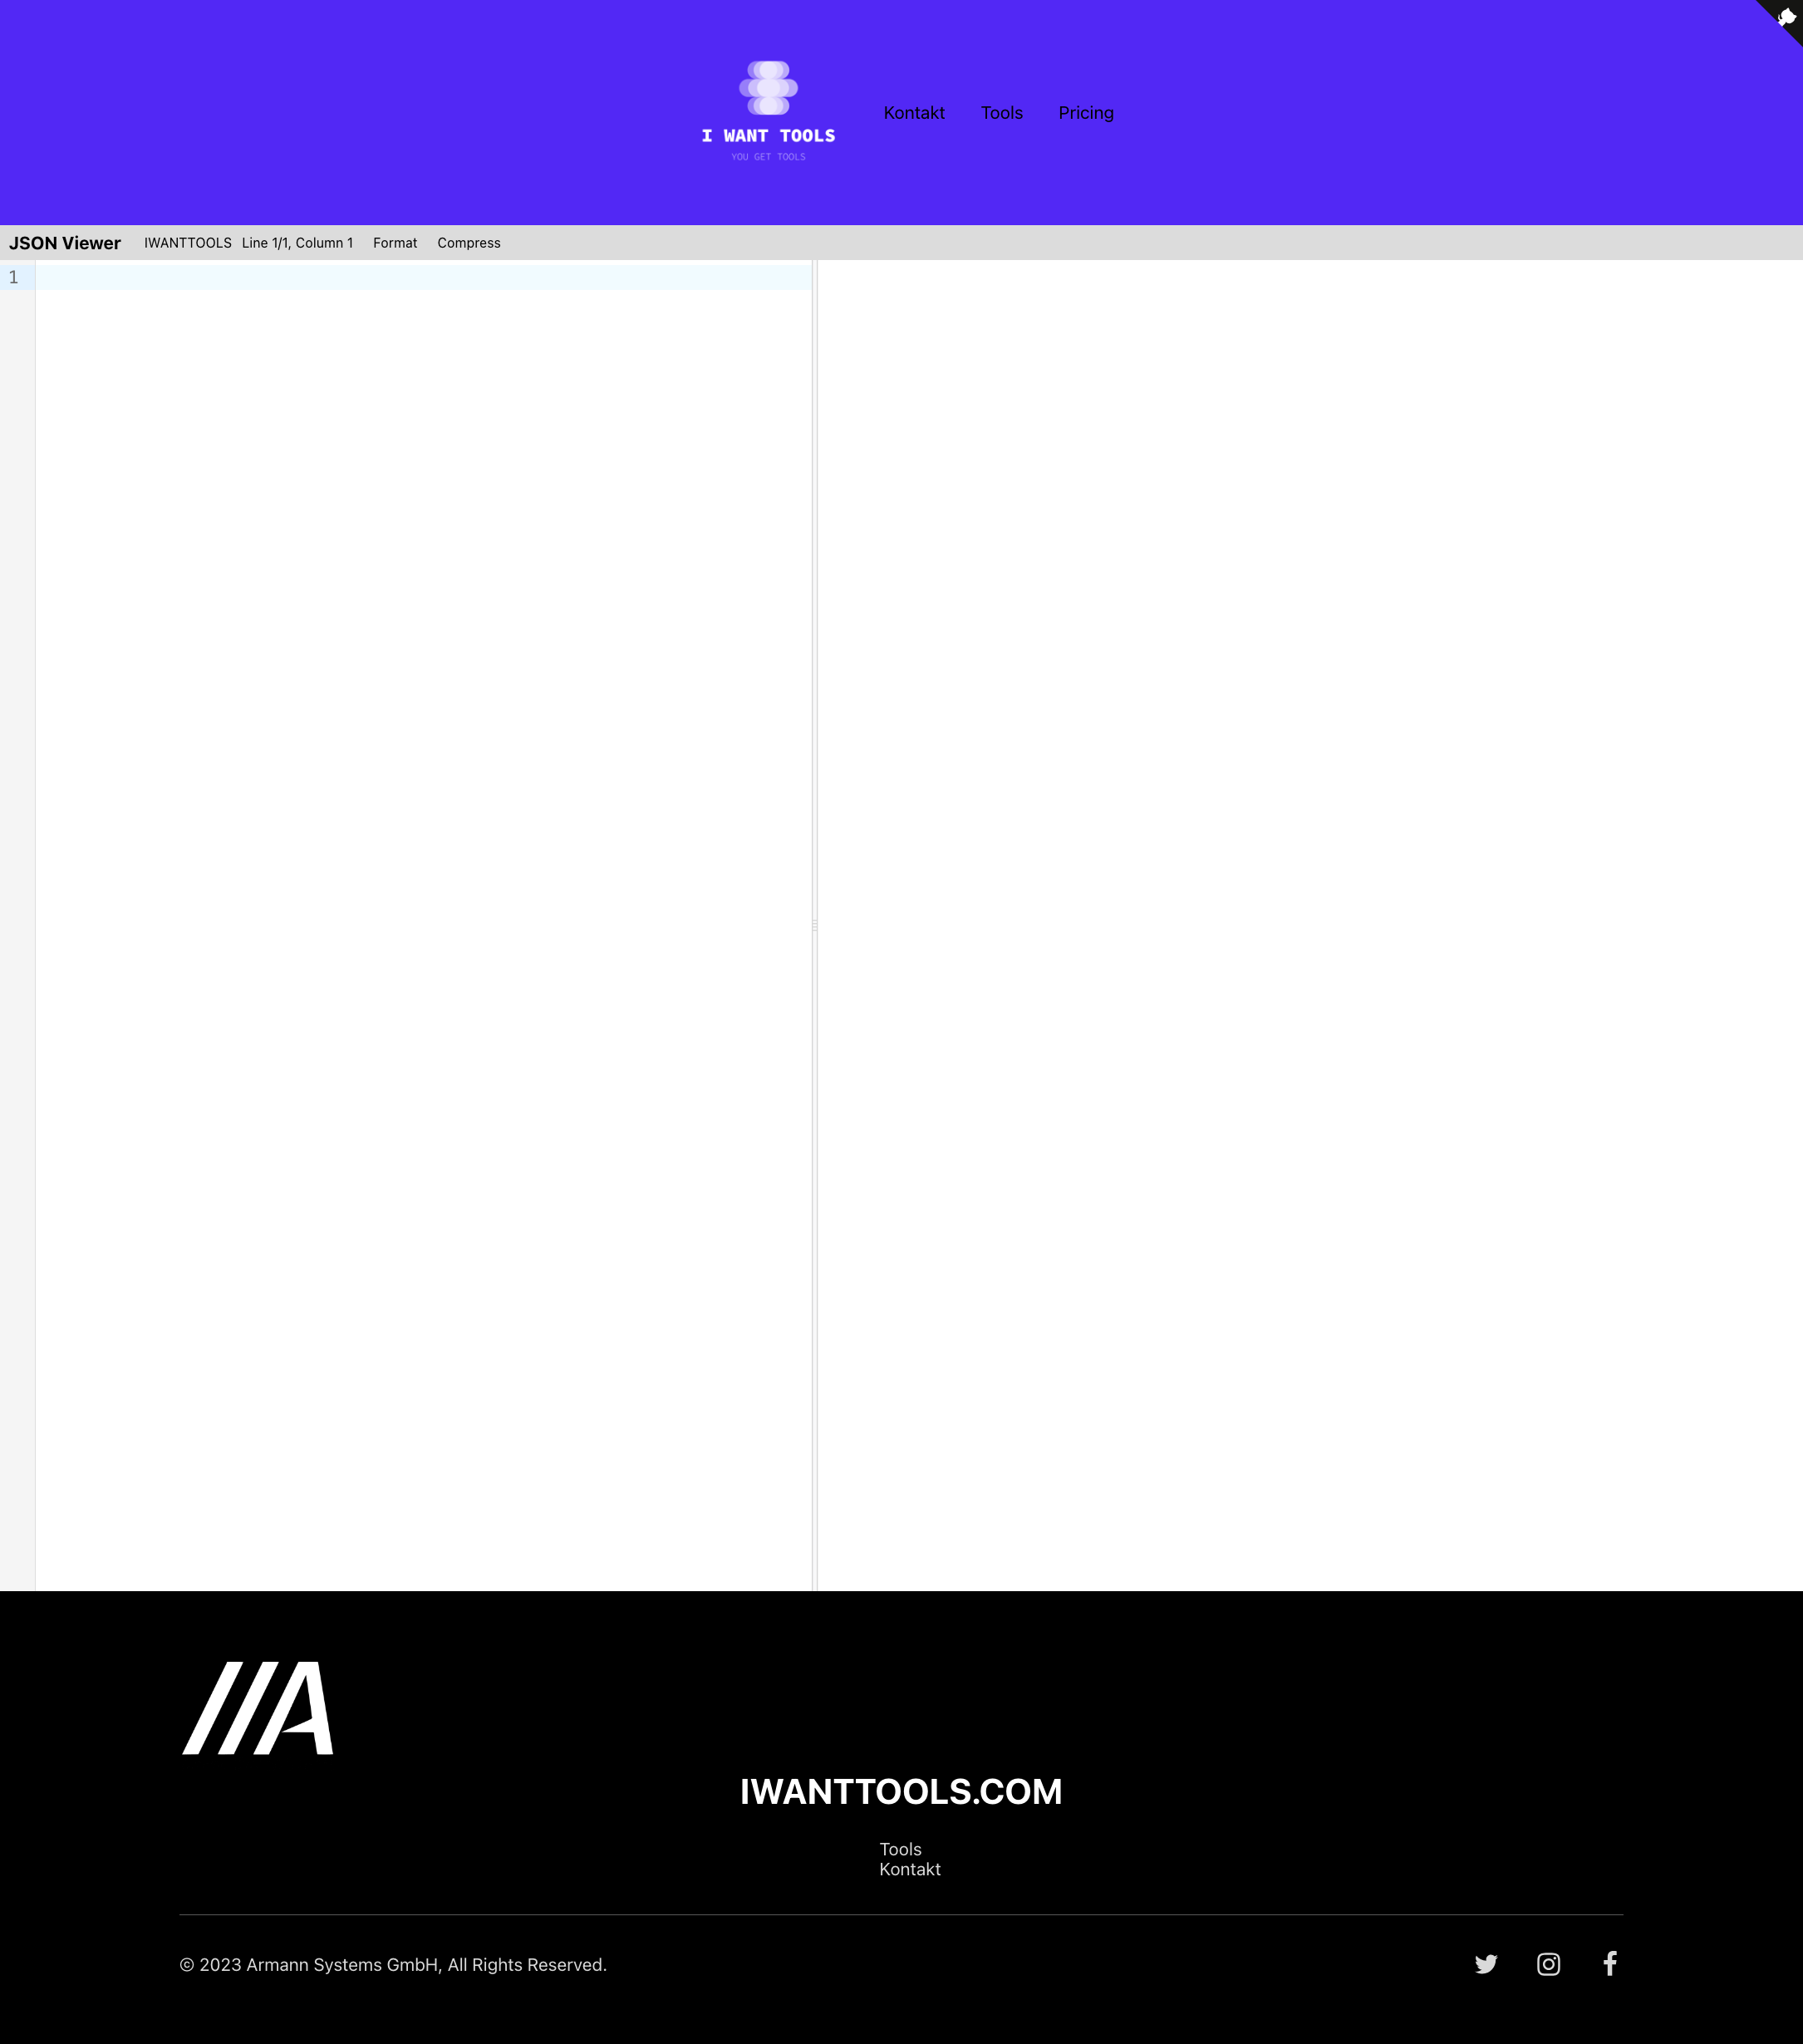 I WANT TOOLS
YOU GET TOOLS
Kontakt Tools Pricing
JSON Viewer IWANTTOOLS Line 1/1, Column 1 Format Compress
1
IWANTTOOLS.COM
Tools
Kontakt
© 2023 Armann Systems GmbH, All Rights Reserved.